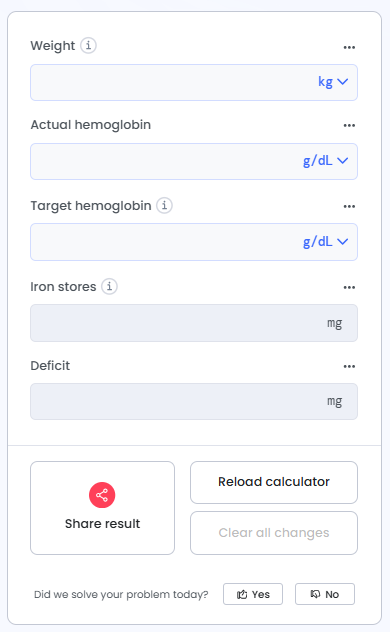 Weight i ...
kg
Actual hemoglobin ...
g/dL
Target hemoglobin i ...
g/dL
Iron stores i ...
mg
Deficit ...
mg
Share result
Reload calculator
Clear all changes
Did we solve your problem today? Yes No